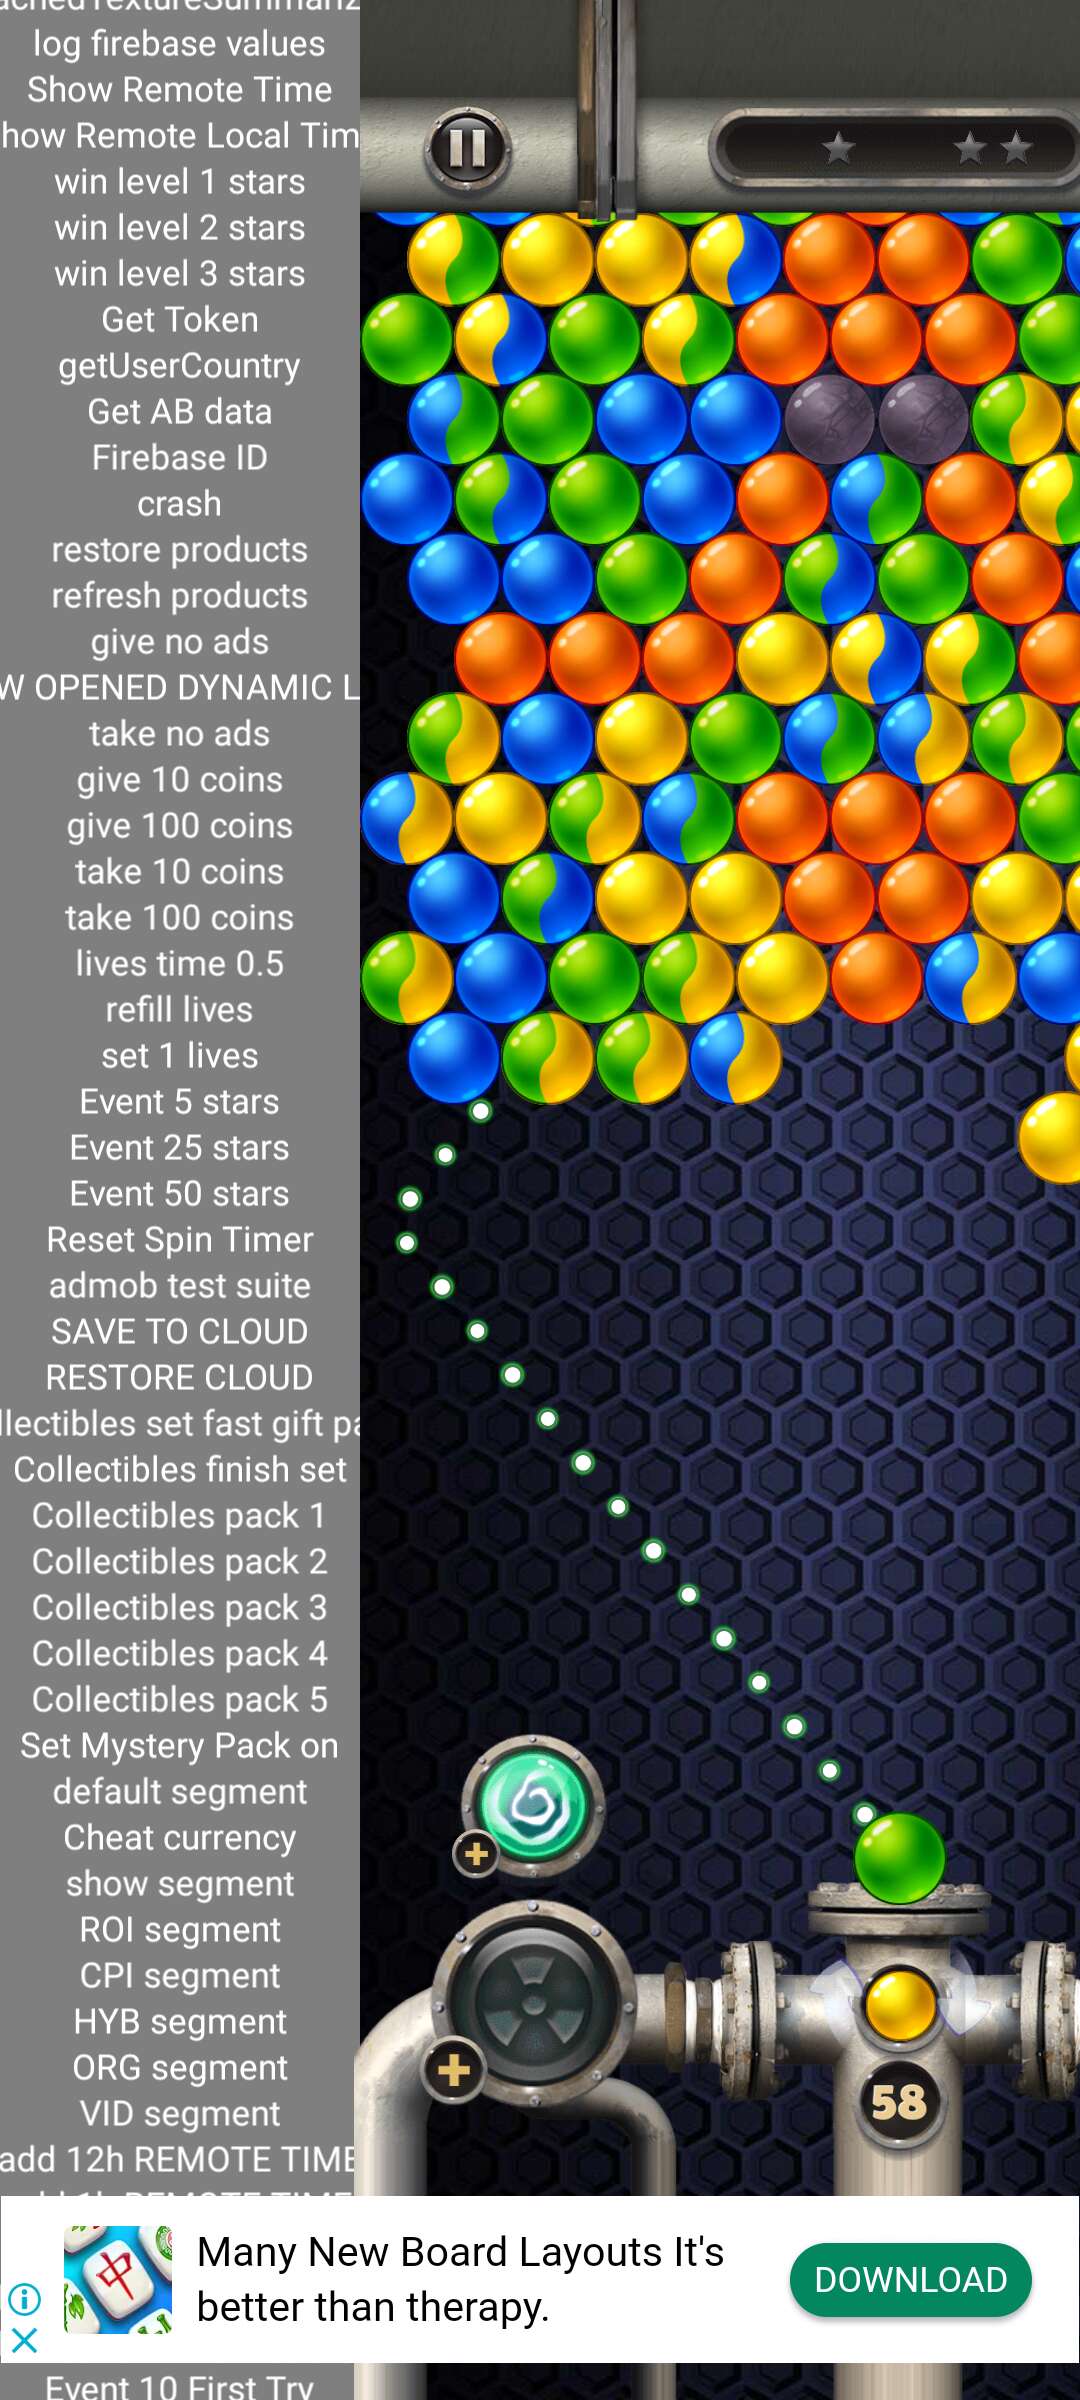 log firebase values
Show Remote Time
how Remote Local Tim
win level 1 stars
win level 2 stars
win level 3 stars
Get Token
getUserCountry
Get AB data
Firebase ID
crash
restore products
refresh products
give no ads
W OPENED DYNAMIC L
take no ads
give 10 coins
give 100 coins
take 10 coins
take 100 coins
lives time 0.5
refill lives
set 1 lives
Event 5 stars
Event 25 stars
Event 50 stars
Reset Spin Timer
admob test suite
SAVE TO CLOUD
RESTORE CLOUD
llectibles set fast gift pa
Collectibles finish set
Collectibles pack 1
Collectibles pack 2
Collectibles pack 3
Collectibles pack 4
Collectibles pack 5
Set Mystery Pack on
default segment
Cheat currency
show segment
ROI segment
CPI segment
HYB segment
ORG segment
VID segment
add 12h REMOTE TIME
58
Many New Board Layouts It's
better than therapy.
DOWNLOAD
Event 10 First Try